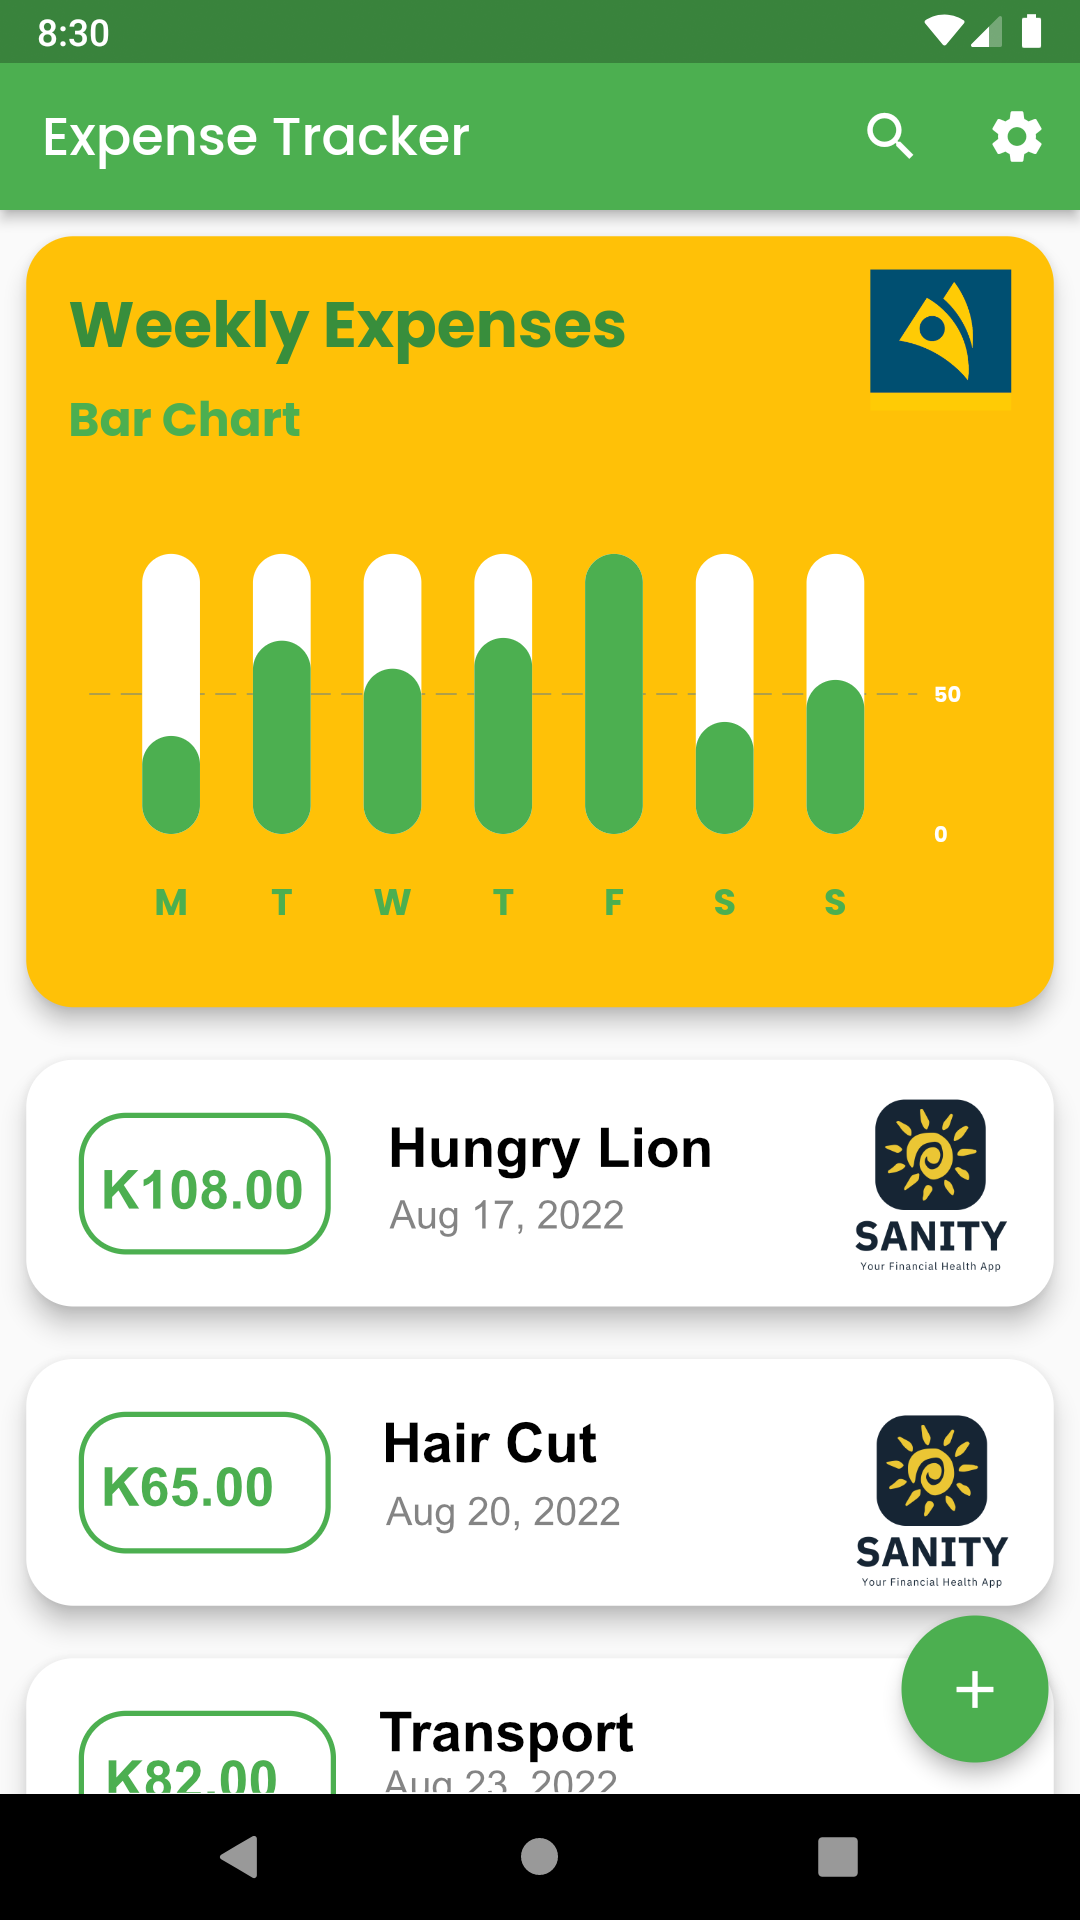 8:30
Expense Tracker
Weekly Expenses
Bar Chart
50
0
M T W T F S S
K108.00
Hungry Lion
Aug 17, 2022
SANITY
Your Financial Health App
K65.00
Hair Cut
Aug 20, 2022
SANITY
Your Financial Health App
K82.00
Transport
Aug 23, 2022